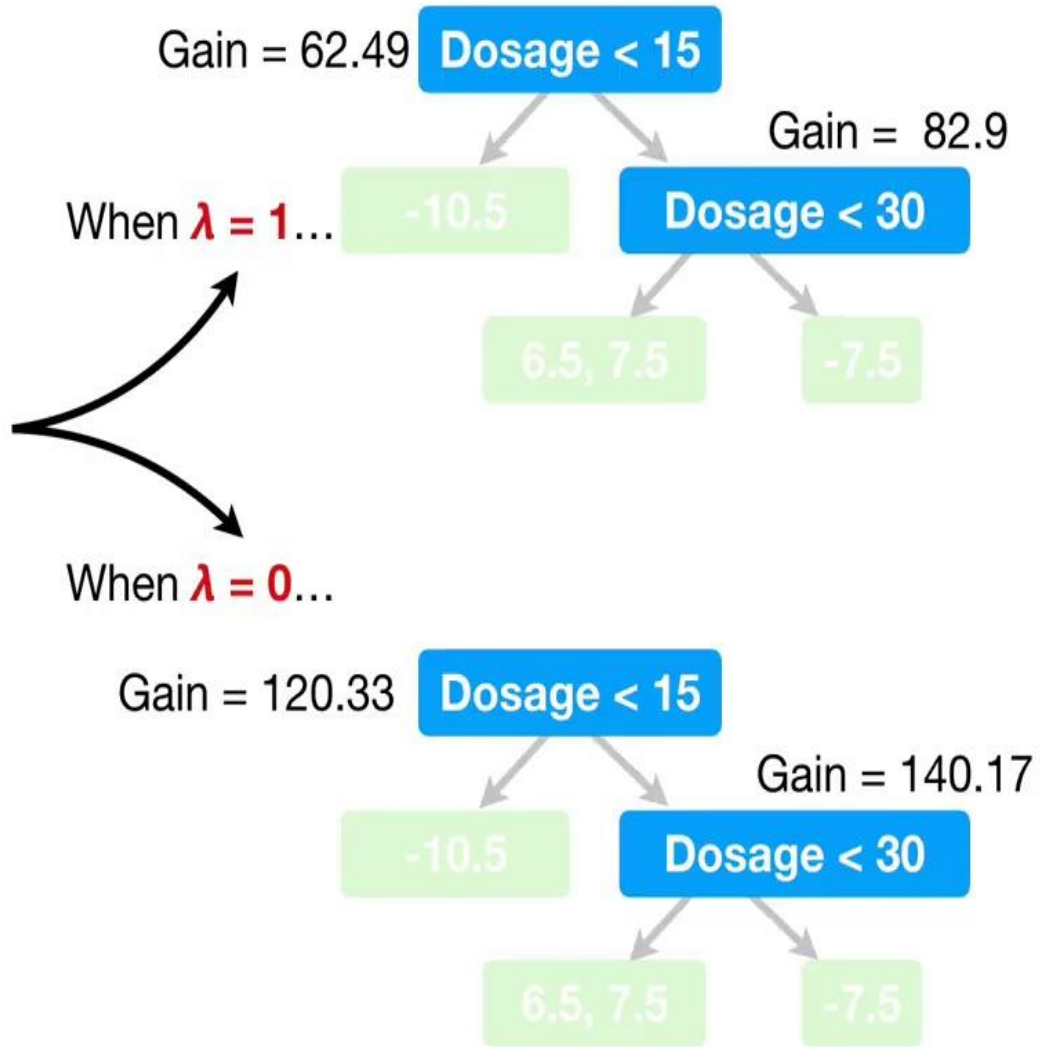 Gain = 62.49 Dosage < 15
Gain = 82.9
When λ = 1... -10.5 Dosage < 30
6.5, 7.5 -7.5
When λ = 0...
Gain = 120.33 Dosage < 15
Gain = 140.17
-10.5 Dosage < 30
6.5, 7.5 -7.5